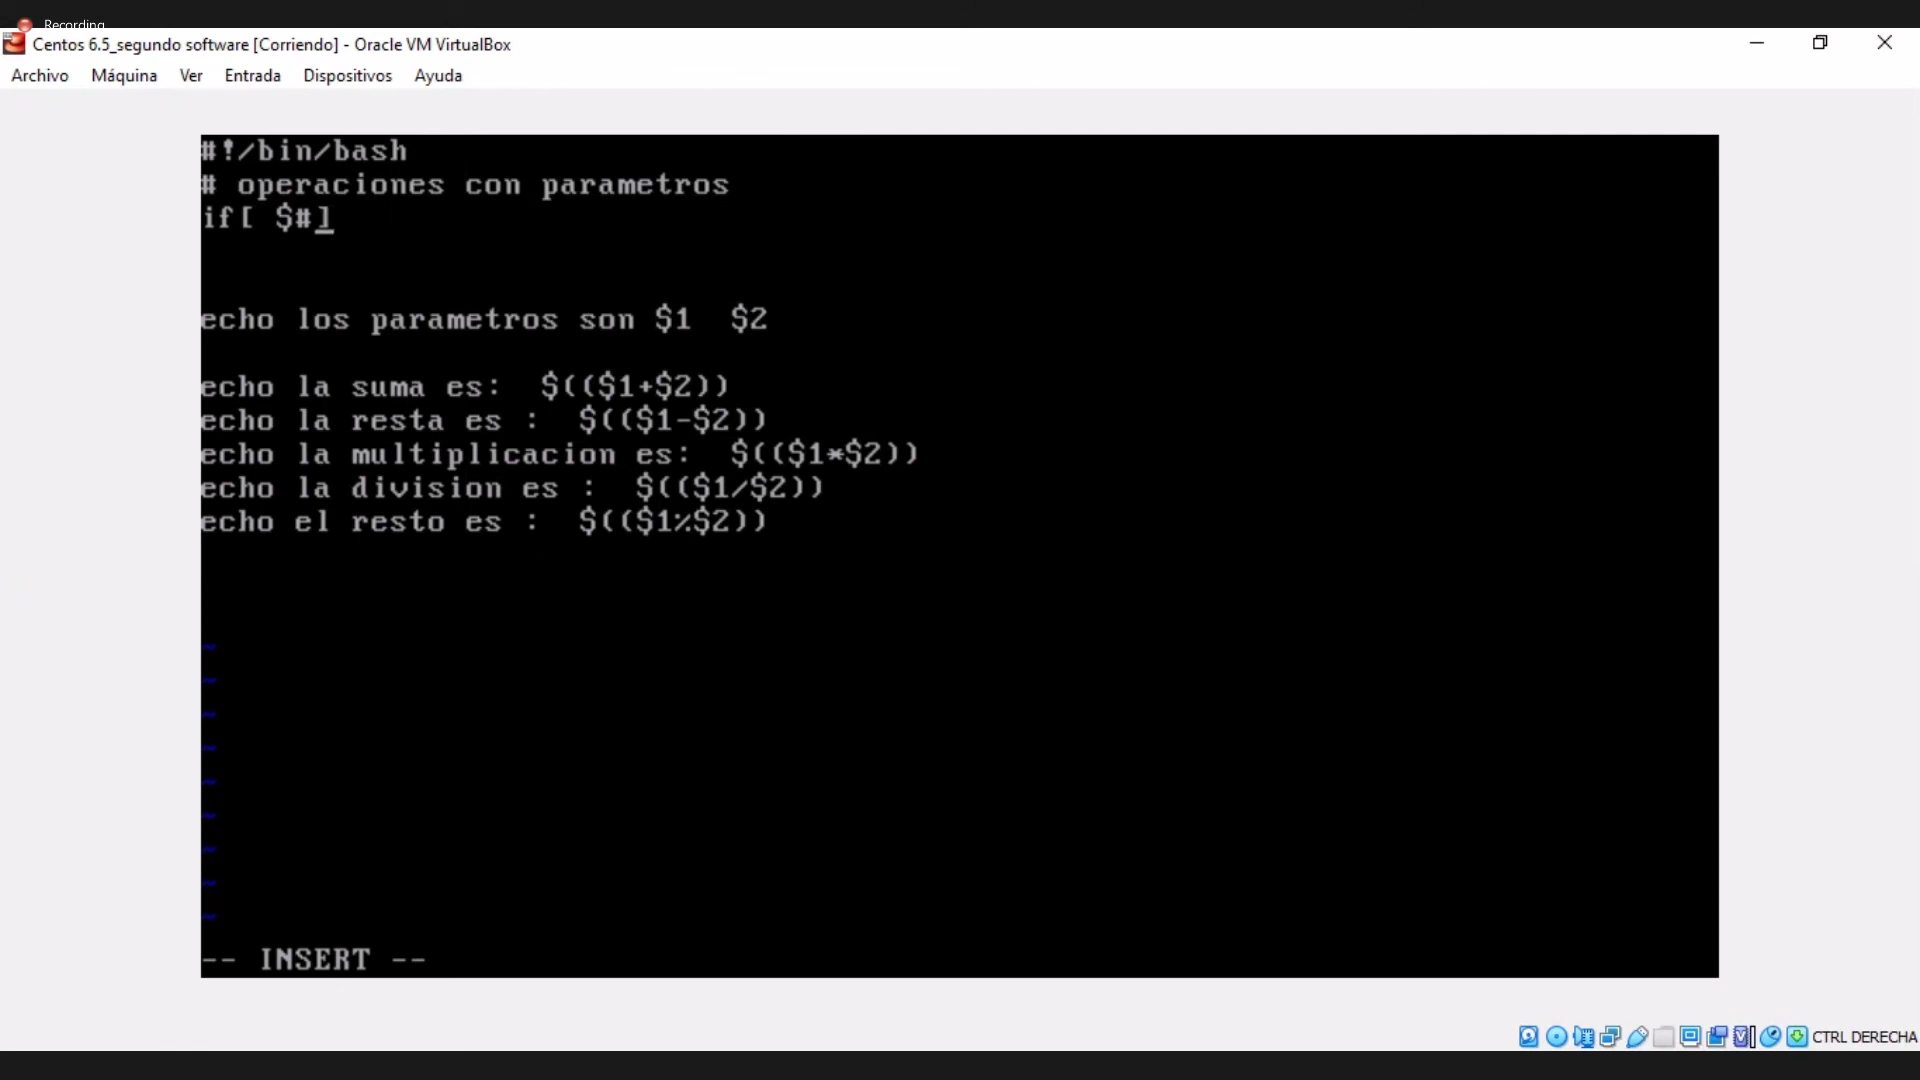 Recording
Centos 6.5_segundo software [Corriendo] - Oracle VM VirtualBox
Archivo Máquina Ver Entrada Dispositivos Ayuda
#!/bin/bash
# operaciones con parametros
if[ $#]
echo los parametros son $1  $2
echo la suma es:  $(($1+$2))
echo la resta es :  $(($1-$2))
echo la multiplicacion es:  $(($1*$2))
echo la division es :  $(($1/$2))
echo el resto es :  $(($1%$2))
~
~
~
~
~
~
~
~
~
-- INSERT --
CTRL DERECHA